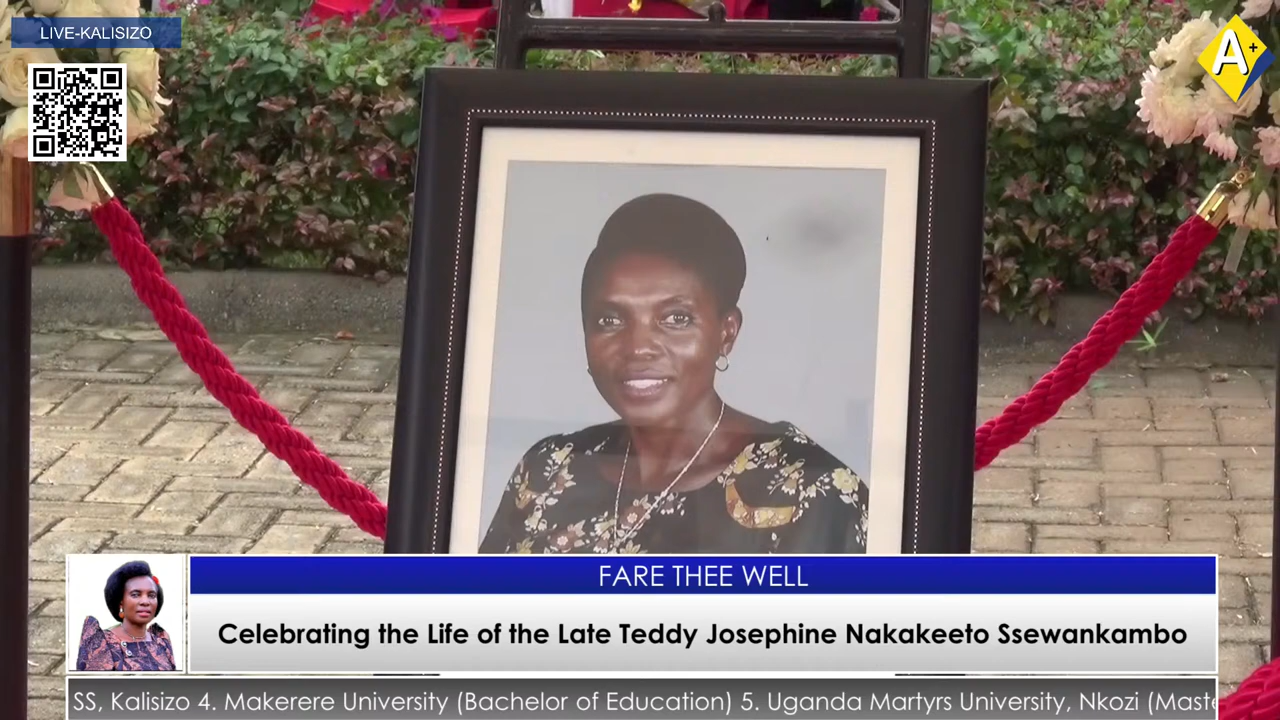 LIVE-KALISIZO
A+
FARE THEE WELL
Celebrating the Life of the Late Teddy Josephine Nakakeeto Ssewankambo
SS, Kalisizo 4. Makerere University (Bachelor of Education) 5. Uganda Martyrs University, Nkozi (Maste